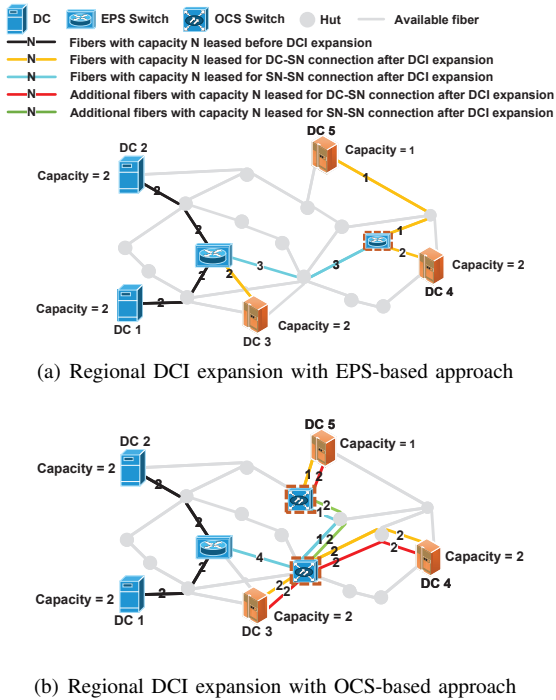 DC EPS Switch OCS Switch Hut Available fiber
N Fibers with capacity N leased before DCI expansion
N Fibers with capacity N leased for DC-SN connection after DCI expansion
N Fibers with capacity N leased for SN-SN connection after DCI expansion
N Additional fibers with capacity N leased for DC-SN connection after DCI expansion
N Additional fibers with capacity N leased for SN-SN connection after DCI expansion
DC 5
DC 2
Capacity = 1
Capacity = 2
1
2
2
1
3
2
2
3
2
Capacity = 2
DC 4
Capacity = 2
2
DC 1
DC 3
Capacity = 2
(a) Regional DCI expansion with EPS-based approach
DC 5
DC 2
Capacity = 1
Capacity = 2
1
2
2
2
1
2
1
2
2
2
4
2
2
2
2
Capacity = 2
DC 4
Capacity = 2
2
2
2
DC 1
Capacity = 2
DC 3
(b) Regional DCI expansion with OCS-based approach